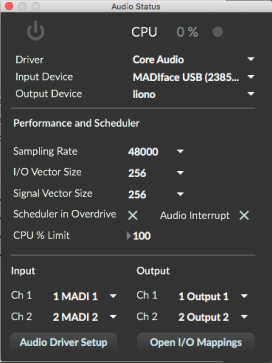 Audio Status
CPU 0 %
Driver Core Audio
Input Device MADIface USB (2385...
Output Device liono
Performance and Scheduler
Sampling Rate 48000
I/O Vector Size 256
Signal Vector Size 256
Scheduler in Overdrive X Audio Interrupt X
CPU % Limit 100
Input Output
Ch 1 1 MADI 1 Ch 1 1 Output 1
Ch 2 2 MADI 2 Ch 2 2 Output 2
Audio Driver Setup Open I/O Mappings